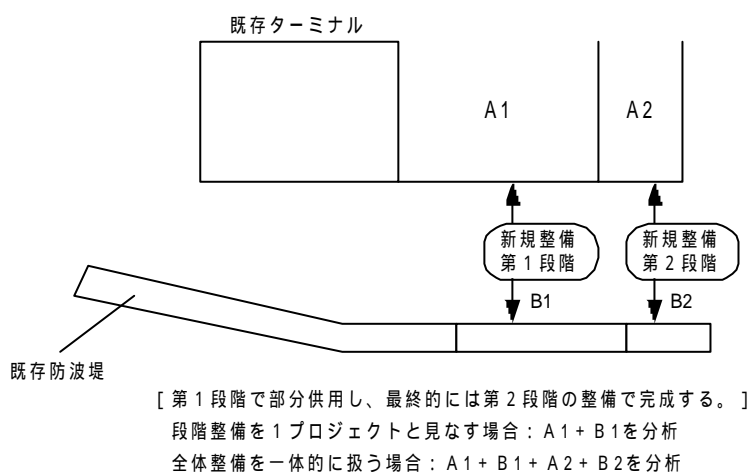 既存ターミナル
A1
A2
新規整備
第1段階
新規整備
第2段階
B1
B2
既存防波堤
[第1段階で部分供用し、最終的には第2段階の整備で完成する。]
段階整備を1プロジェクトと見なす場合：A1+B1を分析
全体整備を一体的に扱う場合：A1+B1+A2+B2を分析